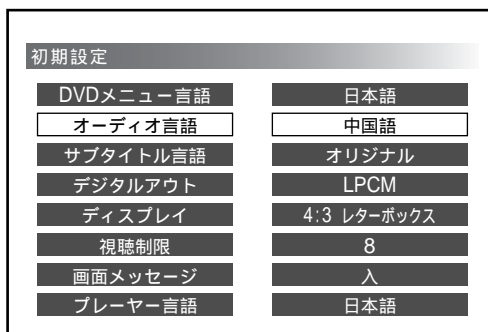 初期設定
DVDメニュー言語 日本語
オーディオ言語 中国語
サブタイトル言語 オリジナル
デジタルアウト LPCM
ディスプレイ 4:3 レターボックス
視聴制限 8
画面メッセージ 入
プレーヤー言語 日本語